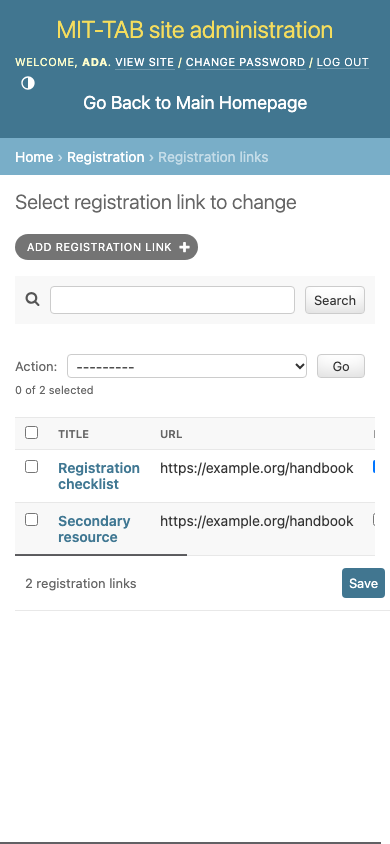 MIT-TAB site administration
WELCOME, ADA. VIEW SITE / CHANGE PASSWORD / LOG OUT
Go Back to Main Homepage
Home › Registration › Registration links
Select registration link to change
ADD REGISTRATION LINK
Search
Action: --------- Go
0 of 2 selected
TITLE URL
Registration checklist https://example.org/handbook
Secondary resource https://example.org/handbook
2 registration links Save